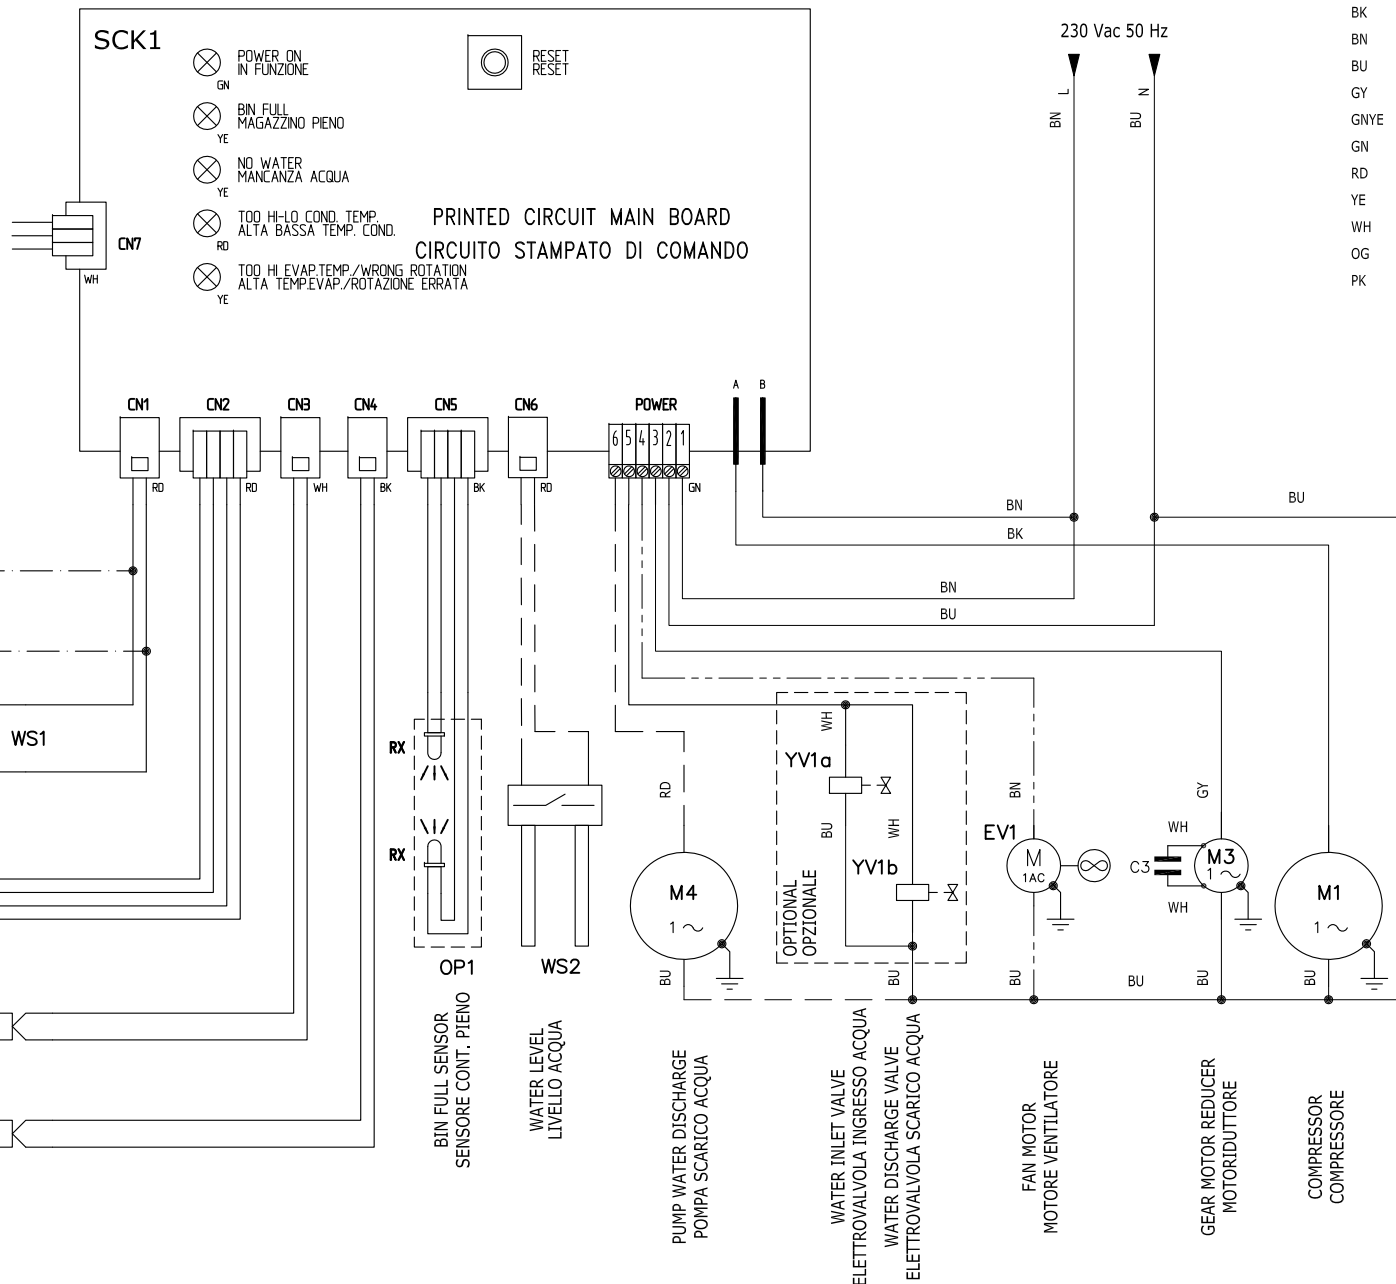 SCK1
POWER ON
IN FUNZIONE
GN
BIN FULL
MAGAZZINO PIENO
YE
NO WATER
MANCANZA ACQUA
YE
TOO HI-LO COND. TEMP.
ALTA BASSA TEMP. COND.
RD
TOO HI EVAP.TEMP./WRONG ROTATION
ALTA TEMP.EVAP./ROTAZIONE ERRATA
YE
RESET
RESET
PRINTED CIRCUIT MAIN BOARD
CIRCUITO STAMPATO DI COMANDO
CN7
WH
230 Vac 50 Hz
L
N
BN
BU
BK
BN
BU
GY
GNYE
GN
RD
YE
WH
OG
PK
CN1
CN2
CN3
CN4
CN5
CN6
POWER
A
B
6 5 4 3 2 1
RD
RD
WH
BK
BK
RD
GN
BN
BU
BK
BN
BU
WS1
RX
RX
OP1
WS2
RD
M4
1 ~
BU
WH
YV1a
BU
WH
YV1b
OPTIONAL
OPZIONALE
BU
BN
EV1
M
1AC
BU
GY
WH
C3
WH
M3
1 ~
BU
BU
M1
1 ~
BU
BIN FULL SENSOR
SENSORE CONT. PIENO
WATER LEVEL
LIVELLO ACQUA
PUMP WATER DISCHARGE
POMPA SCARICO ACQUA
WATER INLET VALVE
ELETTROVALVOLA INGRESSO ACQUA
WATER DISCHARGE VALVE
ELETTROVALVOLA SCARICO ACQUA
FAN MOTOR
MOTORE VENTILATORE
GEAR MOTOR REDUCER
MOTORIDUTTORE
COMPRESSOR
COMPRESSORE